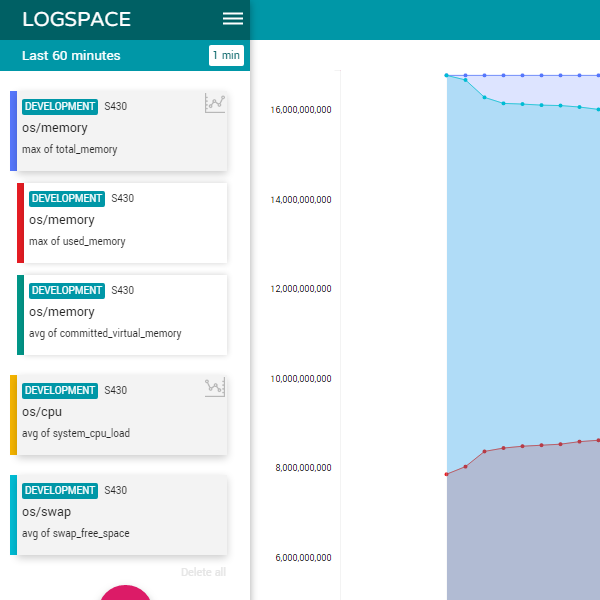 LOGSPACE
Last 60 minutes
1 min
DEVELOPMENT S430
os/memory
max of total_memory
DEVELOPMENT S430
os/memory
max of used_memory
DEVELOPMENT S430
os/memory
avg of committed_virtual_memory
DEVELOPMENT S430
os/cpu
avg of system_cpu_load
DEVELOPMENT S430
os/swap
avg of swap_free_space
Delete all
16,000,000,000
14,000,000,000
12,000,000,000
10,000,000,000
8,000,000,000
6,000,000,000